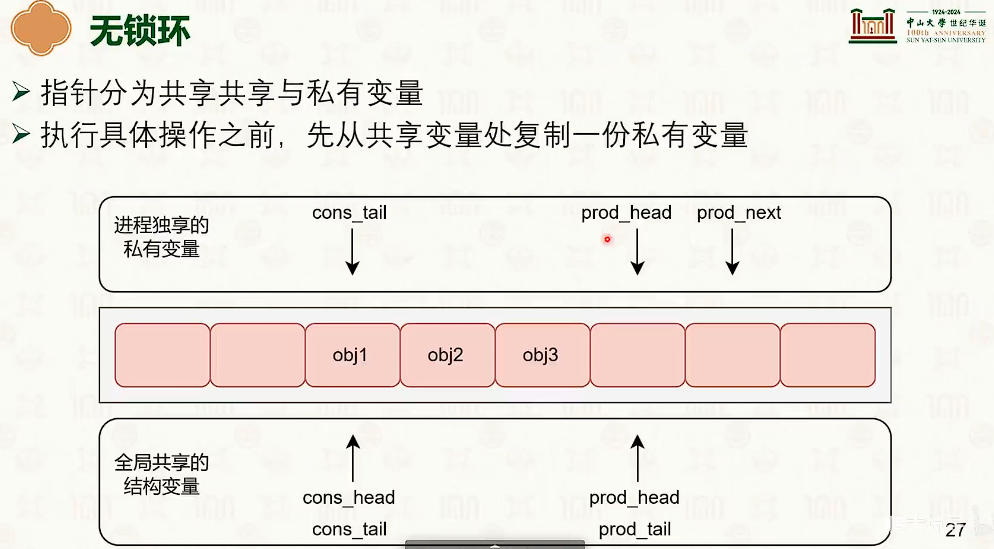 无锁环
1924-2024
中山大学 世纪华诞
100th ANNIVERSARY
SUN YAT-SEN UNIVERSITY
指针分为共享共享与私有变量
执行具体操作之前，先从共享变量处复制一份私有变量
进程独享的
私有变量
cons_tail
prod_head
prod_next
obj1
obj2
obj3
全局共享的
结构变量
cons_head
cons_tail
prod_head
prod_tail
27